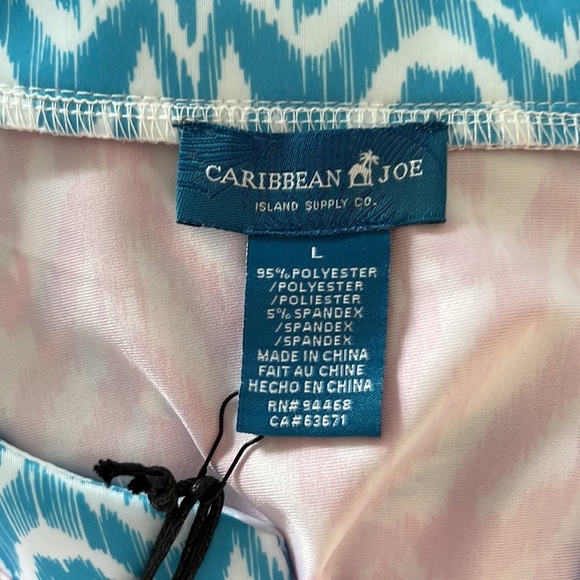 CARIBBEAN JOE
ISLAND SUPPLY CO.
L
95% POLYESTER
/POLYESTER
/POLIESTER
5% SPANDEX
/SPANDEX
/SPANDEX
MADE IN CHINA
FAIT AU CHINE
HECHO EN CHINA
RN# 94468
CA# 63671